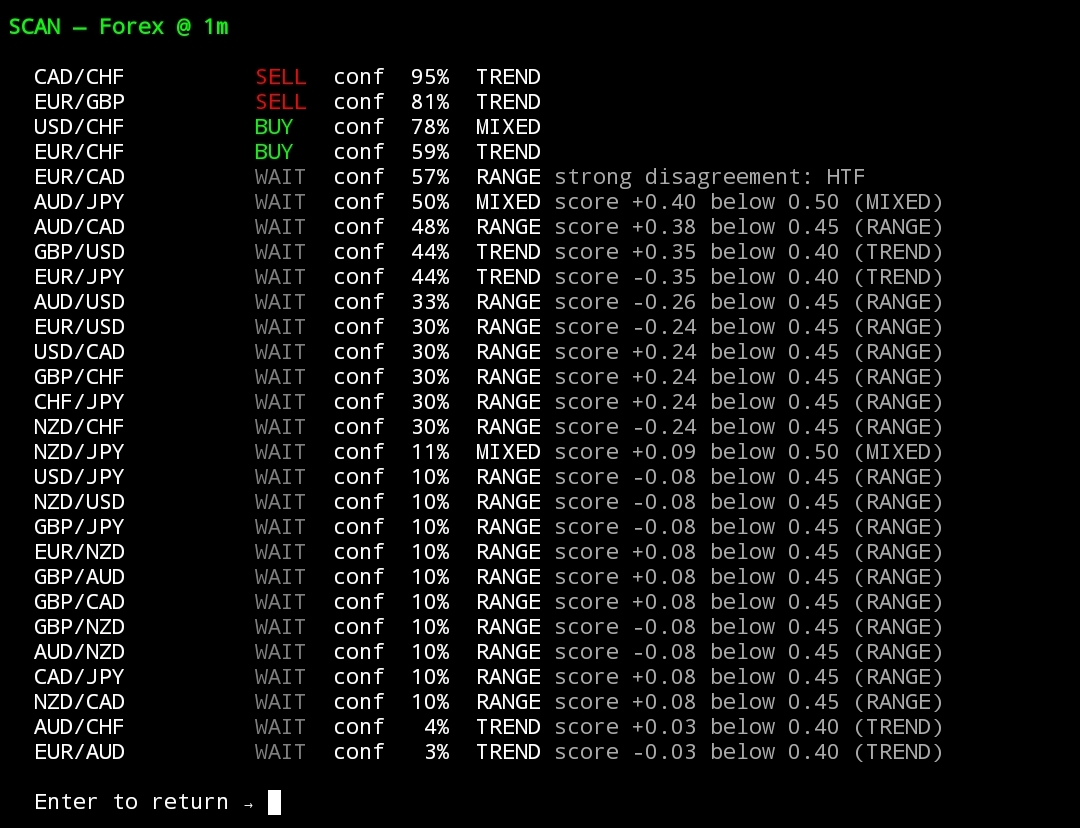 SCAN — Forex @ 1m
CAD/CHF SELL conf 95% TREND
EUR/GBP SELL conf 81% TREND
USD/CHF BUY conf 78% MIXED
EUR/CHF BUY conf 59% TREND
EUR/CAD WAIT conf 57% RANGE strong disagreement: HTF
AUD/JPY WAIT conf 50% MIXED score +0.40 below 0.50 (MIXED)
AUD/CAD WAIT conf 48% RANGE score +0.38 below 0.45 (RANGE)
GBP/USD WAIT conf 44% TREND score +0.35 below 0.40 (TREND)
EUR/JPY WAIT conf 44% TREND score -0.35 below 0.40 (TREND)
AUD/USD WAIT conf 33% RANGE score -0.26 below 0.45 (RANGE)
EUR/USD WAIT conf 30% RANGE score -0.24 below 0.45 (RANGE)
USD/CAD WAIT conf 30% RANGE score +0.24 below 0.45 (RANGE)
GBP/CHF WAIT conf 30% RANGE score +0.24 below 0.45 (RANGE)
CHF/JPY WAIT conf 30% RANGE score +0.24 below 0.45 (RANGE)
NZD/CHF WAIT conf 30% RANGE score -0.24 below 0.45 (RANGE)
NZD/JPY WAIT conf 11% MIXED score +0.09 below 0.50 (MIXED)
USD/JPY WAIT conf 10% RANGE score -0.08 below 0.45 (RANGE)
NZD/USD WAIT conf 10% RANGE score -0.08 below 0.45 (RANGE)
GBP/JPY WAIT conf 10% RANGE score -0.08 below 0.45 (RANGE)
EUR/NZD WAIT conf 10% RANGE score +0.08 below 0.45 (RANGE)
GBP/AUD WAIT conf 10% RANGE score +0.08 below 0.45 (RANGE)
GBP/CAD WAIT conf 10% RANGE score +0.08 below 0.45 (RANGE)
GBP/NZD WAIT conf 10% RANGE score -0.08 below 0.45 (RANGE)
AUD/NZD WAIT conf 10% RANGE score -0.08 below 0.45 (RANGE)
CAD/JPY WAIT conf 10% RANGE score +0.08 below 0.45 (RANGE)
NZD/CAD WAIT conf 10% RANGE score +0.08 below 0.45 (RANGE)
AUD/CHF WAIT conf 4% TREND score +0.03 below 0.40 (TREND)
EUR/AUD WAIT conf 3% TREND score -0.03 below 0.40 (TREND)
Enter to return →